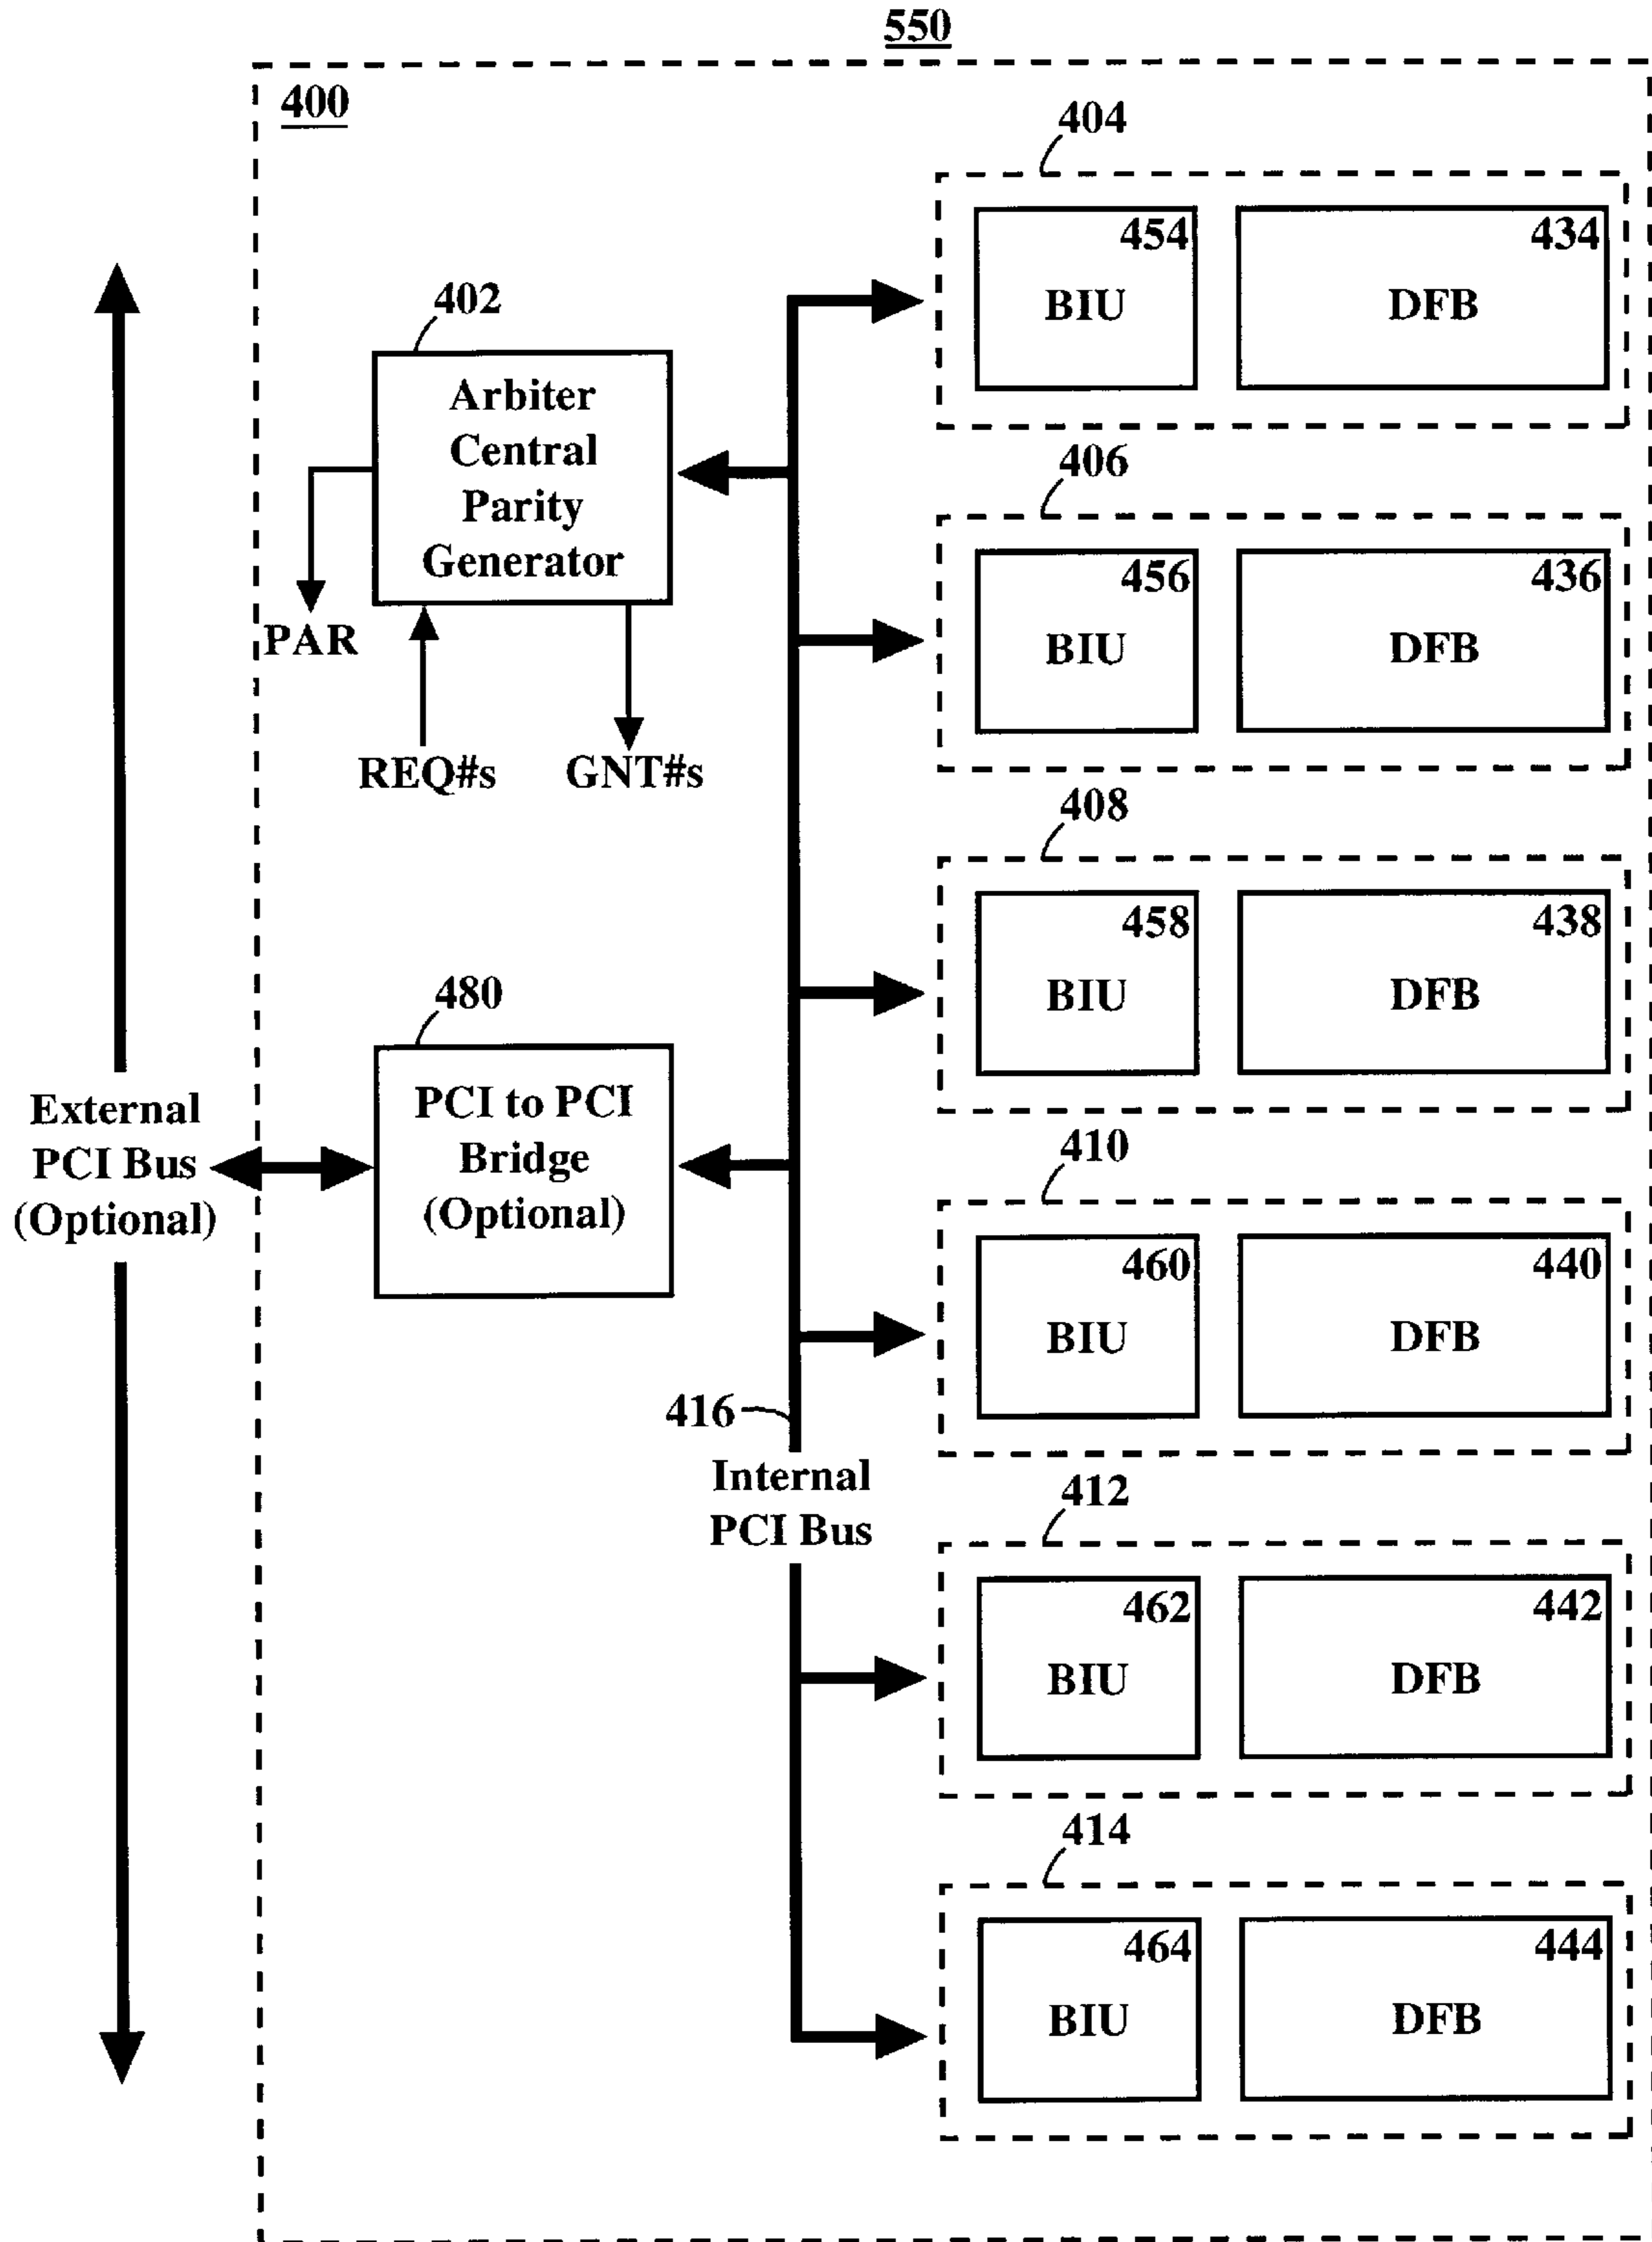 550
400
404
454
434
BIU
DFB
402
Arbiter
Central
Parity
Generator
PAR
REQ#s
GNT#s
406
456
436
BIU
DFB
408
458
438
BIU
DFB
480
PCI to PCI
Bridge
(Optional)
External
PCI Bus
(Optional)
410
460
440
BIU
DFB
416
Internal
PCI Bus
412
462
442
BIU
DFB
414
464
444
BIU
DFB